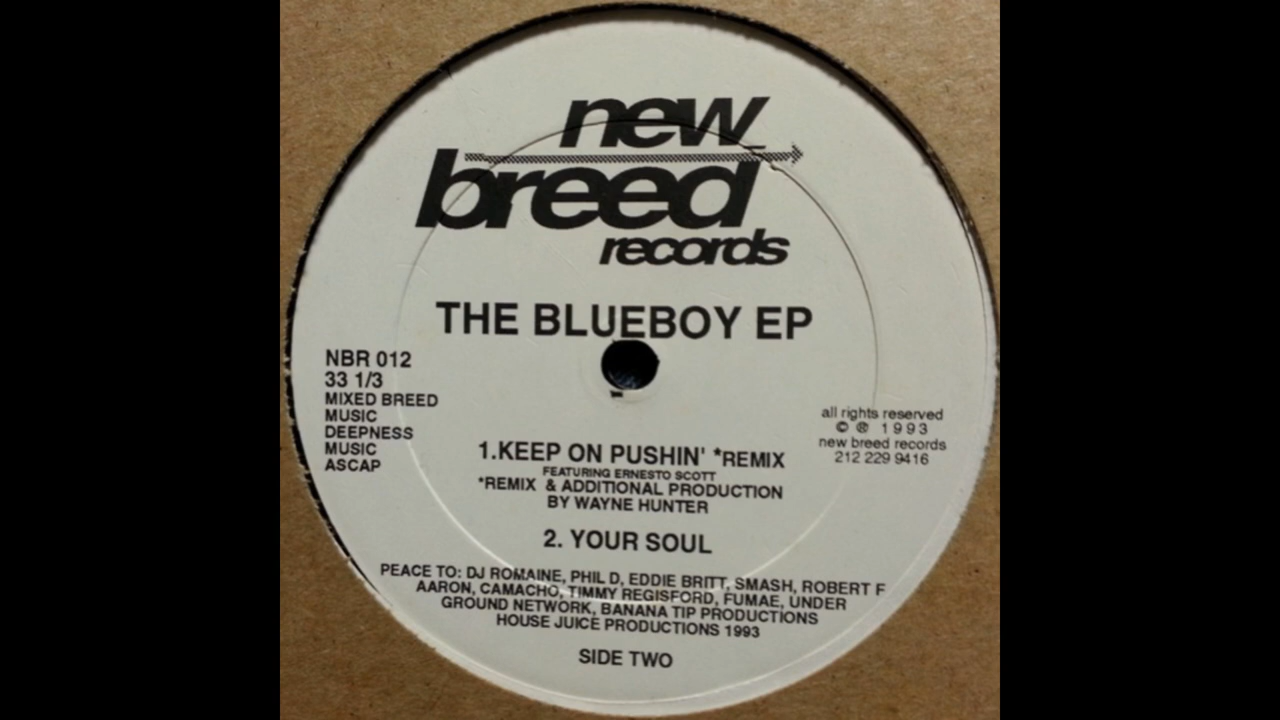 new
breed
records
THE BLUEBOY EP
NBR 012
33 1/3
MIXED BREED
MUSIC
DEEPNESS
MUSIC
ASCAP
all rights reserved
© ® 1993
new breed records
212 229 9416
1.KEEP ON PUSHIN' *REMIX
FEATURING ERNESTO SCOTT
*REMIX & ADDITIONAL PRODUCTION
BY WAYNE HUNTER
2. YOUR SOUL
PEACE TO: DJ ROMAINE, PHIL D, EDDIE BRITT, SMASH, ROBERT F
AARON, CAMACHO, TIMMY REGISFORD, FUMAE, UNDER
GROUND NETWORK, BANANA TIP PRODUCTIONS
HOUSE JUICE PRODUCTIONS 1993
SIDE TWO